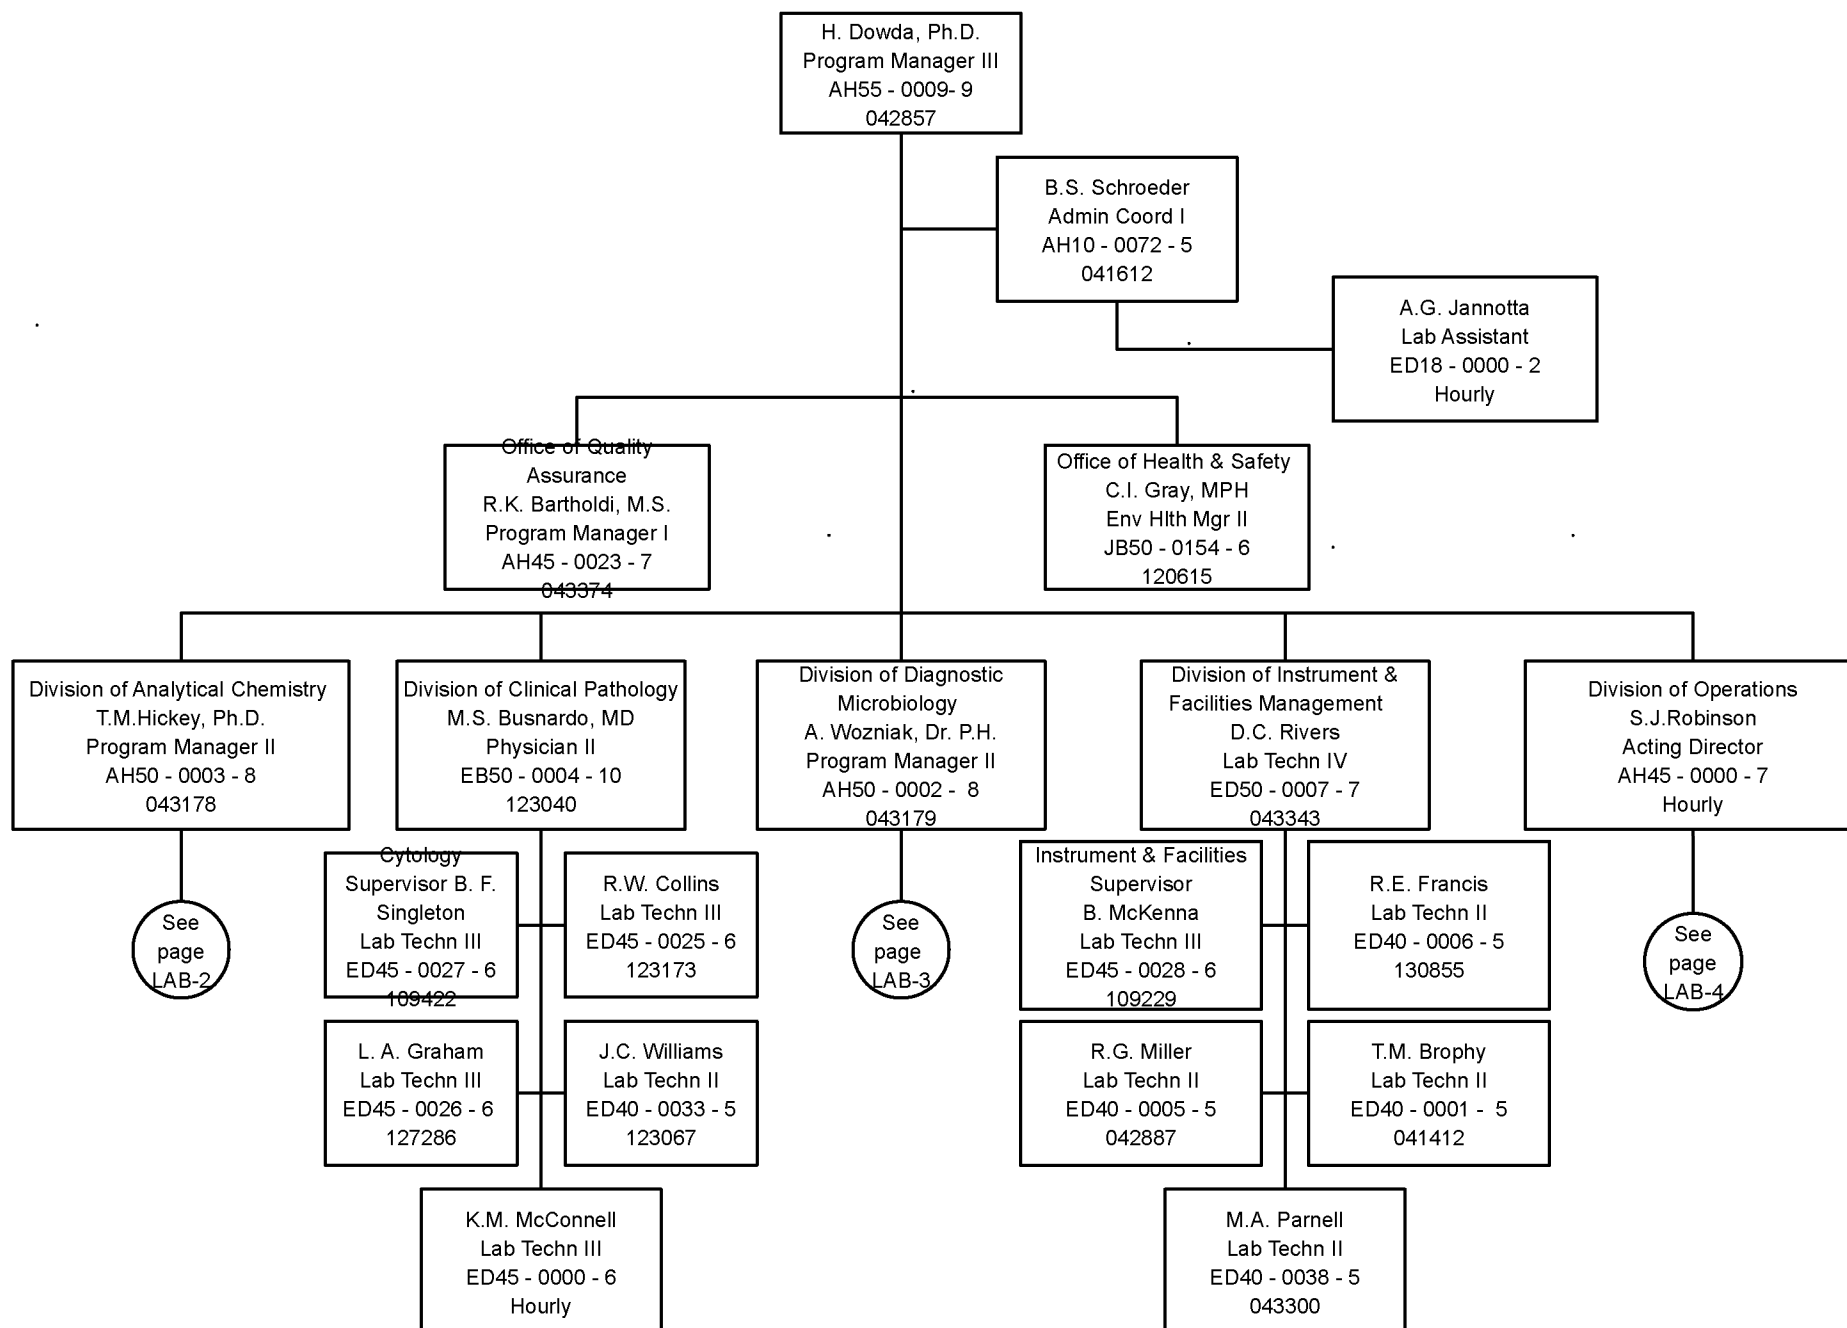 H. Dowda, Ph.D.
Program Manager III
AH55 - 0009- 9
042857
B.S. Schroeder
Admin Coord I
AH10 - 0072 - 5
041612
A.G. Jannotta
Lab Assistant
ED18 - 0000 - 2
Hourly
Office of Quality
Assurance
R.K. Bartholdi, M.S.
Program Manager I
AH45 - 0023 - 7
043374
Office of Health & Safety
C.I. Gray, MPH
Env Hlth Mgr II
JB50 - 0154 - 6
120615
Division of Analytical Chemistry
T.M.Hickey, Ph.D.
Program Manager II
AH50 - 0003 - 8
043178
Division of Clinical Pathology
M.S. Busnardo, MD
Physician II
EB50 - 0004 - 10
123040
Division of Diagnostic
Microbiology
A. Wozniak, Dr. P.H.
Program Manager II
AH50 - 0002 -  8
043179
Division of Instrument &
Facilities Management
D.C. Rivers
Lab Techn IV
ED50 - 0007 - 7
043343
Division of Operations
S.J.Robinson
Acting Director
AH45 - 0000 - 7
Hourly
See
page
LAB-2
Cytology
Supervisor B. F.
Singleton
Lab Techn III
ED45 - 0027 - 6
109422
R.W. Collins
Lab Techn III
ED45 - 0025 - 6
123173
See
page
LAB-3
Instrument & Facilities
Supervisor
B. McKenna
Lab Techn III
ED45 - 0028 - 6
109229
R.E. Francis
Lab Techn II
ED40 - 0006 - 5
130855
See
page
LAB-4
L. A. Graham
Lab Techn III
ED45 - 0026 - 6
127286
J.C. Williams
Lab Techn II
ED40 - 0033 - 5
123067
R.G. Miller
Lab Techn II
ED40 - 0005 - 5
042887
T.M. Brophy
Lab Techn II
ED40 - 0001 -  5
041412
K.M. McConnell
Lab Techn III
ED45 - 0000 - 6
Hourly
M.A. Parnell
Lab Techn II
ED40 - 0038 - 5
043300